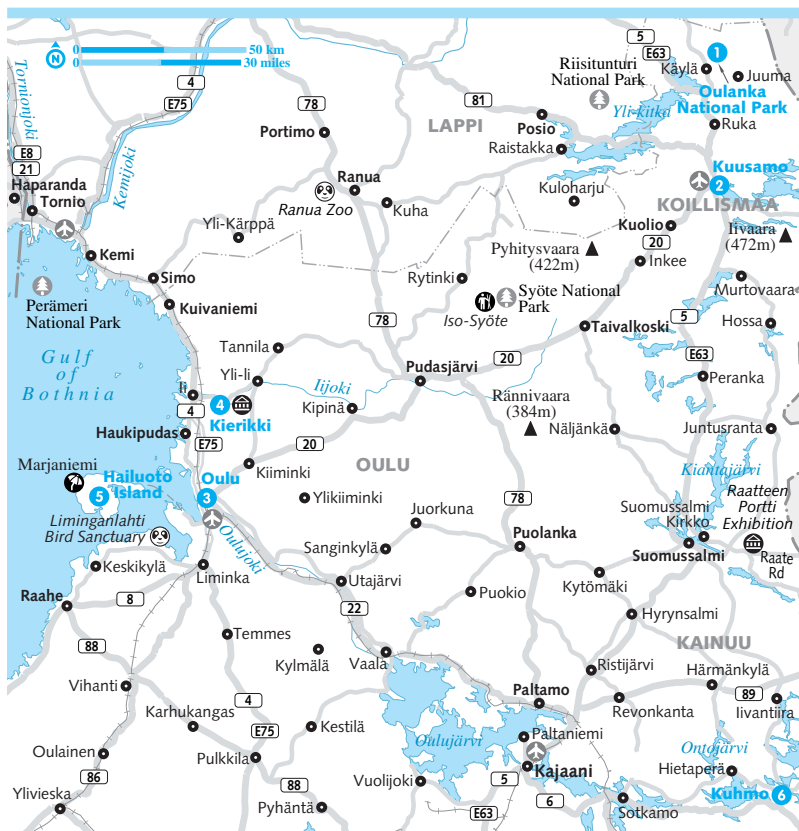 0 50 km
0 30 miles
N
5
E63
1
Käylä
Juuma
Oulanka
National Park
Riisitunturi
National Park
Yli-kitka
Ruka
4
E75
78
81
Tornionjoki
Kemijoki
Portimo
LAPPI
Posio
Raistakka
E8
21
Haparanda
Tornio
Ranua
Ranua Zoo
Kuha
Kuloharju
Kuusamo
2
KOILLISMAA
Yli-Kärppä
Kuolio
20
Iivaara
(472m)
Pyhitysvaara
(422m)
Inkee
Kemi
Simo
Rytinki
Murtovaara
Perämeri
National Park
Kuivaniemi
Syöte National
Park
Iso-Syöte
78
Taivalkoski
5
Hossa
Gulf
of
Bothnia
Tannila
Yli-Ii
Iijoki
Pudasjärvi
20
E63
Peranka
Ii
4
4
Kierikki
Kipinä
Rännivaara
(384m)
Haukipudas
E75
20
Näljänkä
Juntusranta
Marjaniemi
Hailuoto
Island
5
Oulu
3
Kiiminki
OULU
Kiantajärvi
Ylikiiminki
78
Suomussalmi
Kirkko
Raatteen
Portti
Exhibition
Liminganlahti
Bird Sanctuary
Oulujoki
Juorkuna
Sanginkylä
Puolanka
Suomussalmi
Raate
Rd
Keskikylä
Liminka
Utajärvi
Kytömäki
Raahe
8
22
Puokio
Hyrynsalmi
Temmes
88
Kylmälä
Vaala
KAINUU
Ristijärvi
Härmänkylä
Vihanti
4
Paltamo
Revonkanta
89
Iivantiira
Karhukangas
E75
Kestilä
Oulujärvi
Paltaniemi
Oulainen
Pulkkila
Ontojärvi
Hietaperä
86
88
Vuolijoki
5
Kajaani
Kuhmo
6
Ylivieska
Pyhäntä
E63
6
Sotkamo